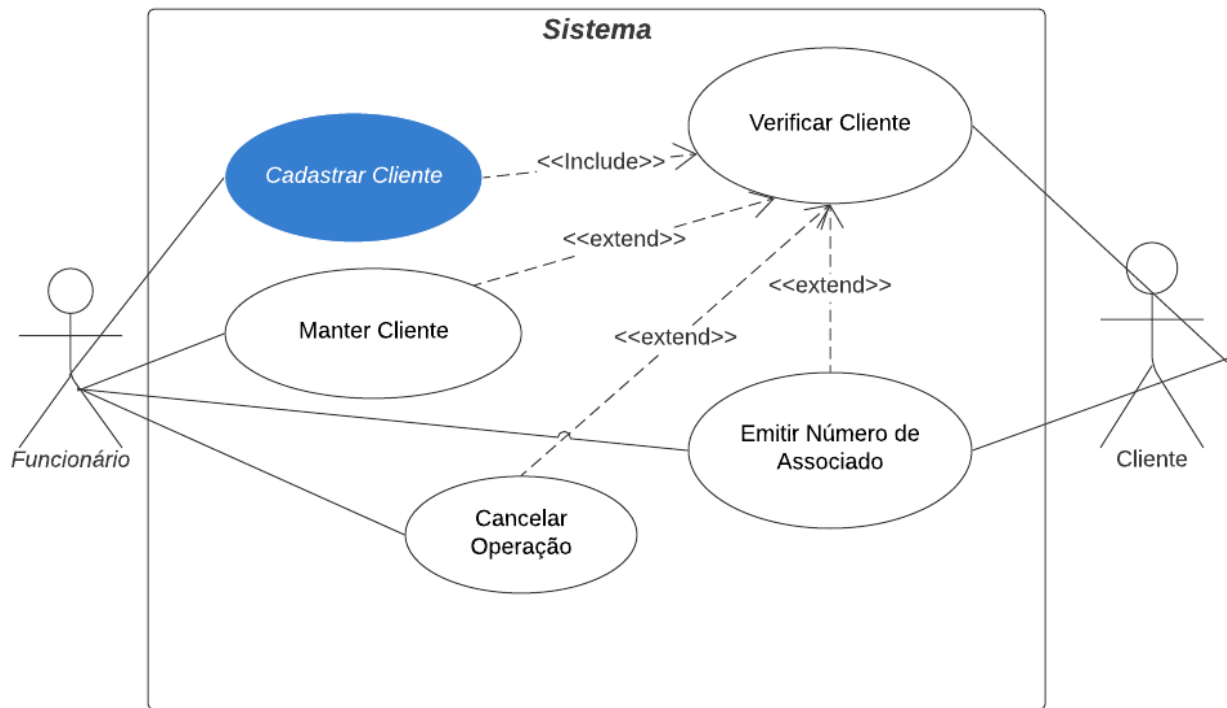 Sistema
Verificar Cliente
Cadastrar Cliente
<<Include>>
<<extend>>
<<extend>>
Manter Cliente
<<extend>>
Emitir Número de
Associado
Funcionário
Cliente
Cancelar
Operação